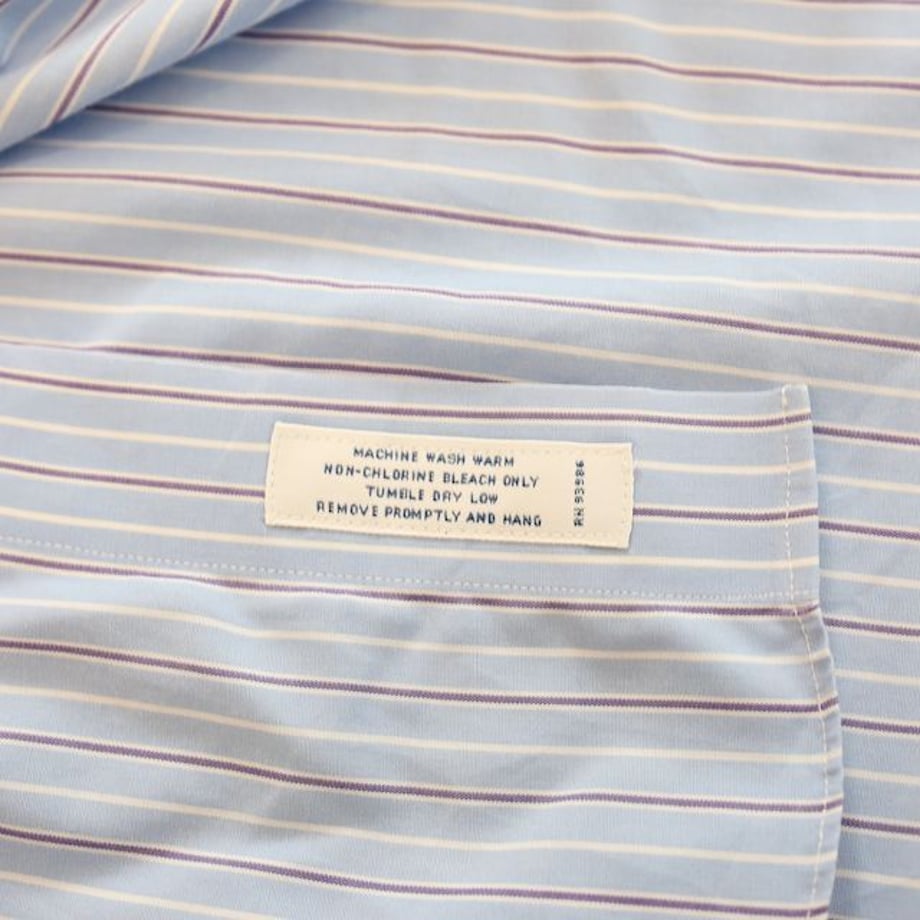 MACHINE WASH WARM
NON-CHLORINE BLEACH ONLY
TUMBLE DRY LOW
REMOVE PROMPTLY AND HANG
RN 93986